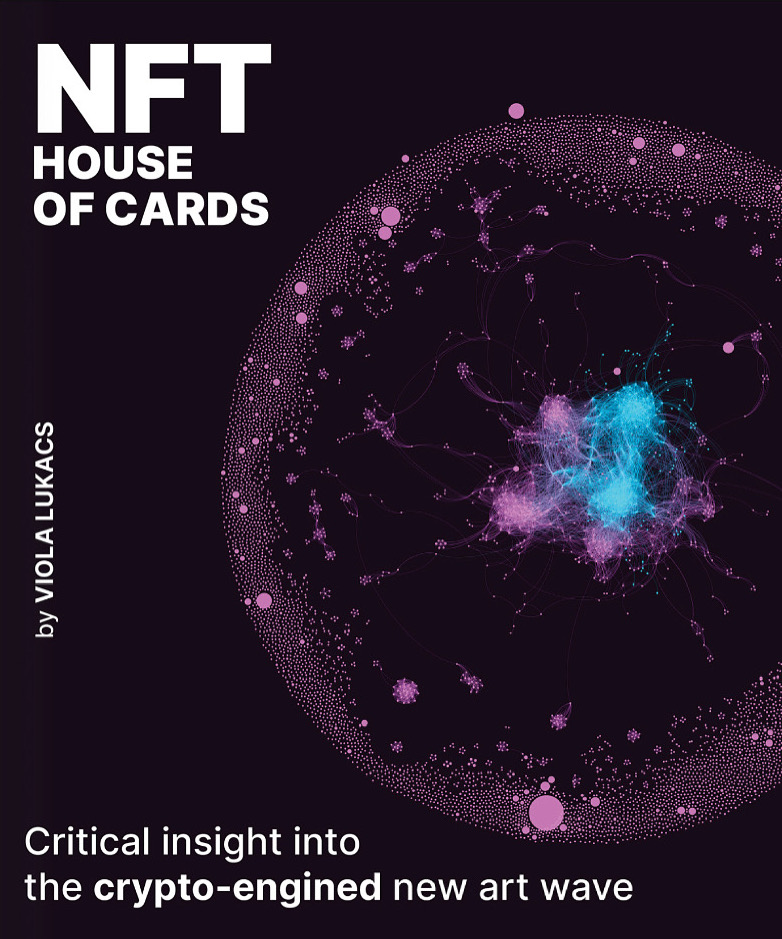 NFT
HOUSE
OF CARDS
by VIOLA LUKACS
Critical insight into
the crypto-engined new art wave